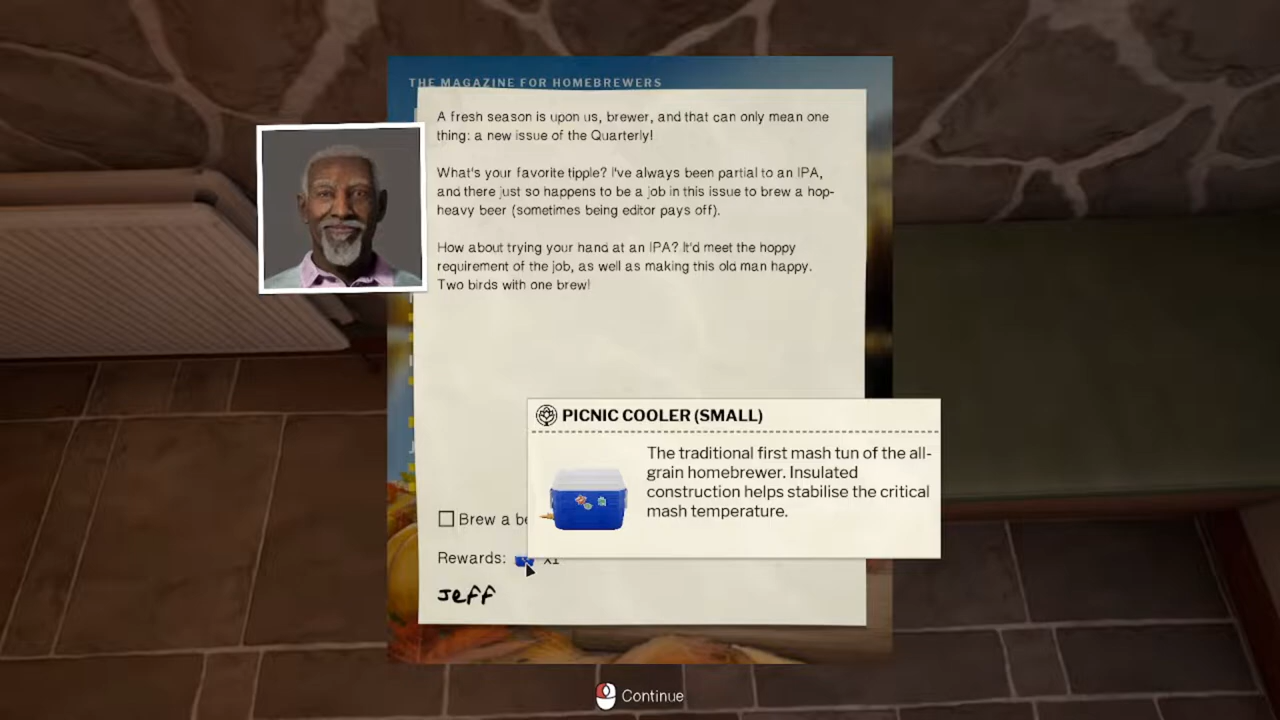 THE MAGAZINE FOR HOMEBREWERS
A fresh season is upon us, brewer, and that can only mean one
thing: a new issue of the Quarterly!
What's your favorite tipple? I've always been partial to an IPA,
and there just so happens to be a job in this issue to brew a hop-
heavy beer (sometimes being editor pays off).
How about trying your hand at an IPA? It'd meet the hoppy
requirement of the job, as well as making this old man happy.
Two birds with one brew!
PICNIC COOLER (SMALL)
The traditional first mash tun of the all-
grain homebrewer. Insulated
construction helps stabilise the critical
mash temperature.
Brew a be
Rewards: x1
Jeff
Continue